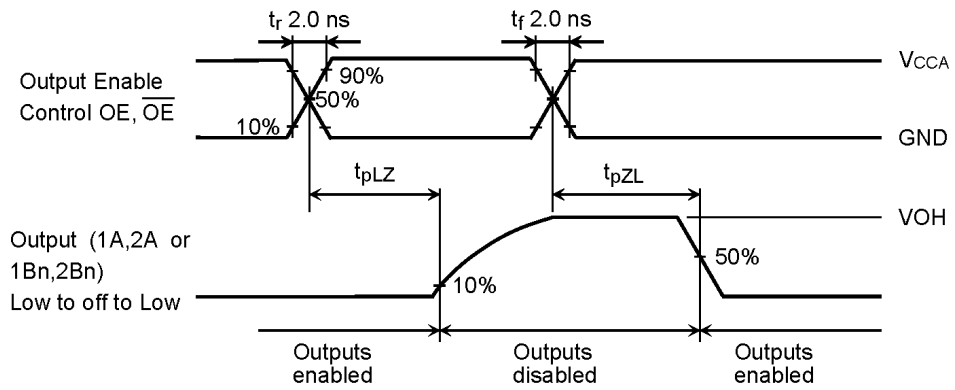 tr 2.0 ns
tf 2.0 ns
Output Enable
Control OE, O̅E̅
90%
50%
10%
VCCA
GND
tpLZ
tpZL
Output (1A,2A or
1Bn,2Bn)
Low to off to Low
VOH
50%
10%
Outputs
enabled
Outputs
disabled
Outputs
enabled